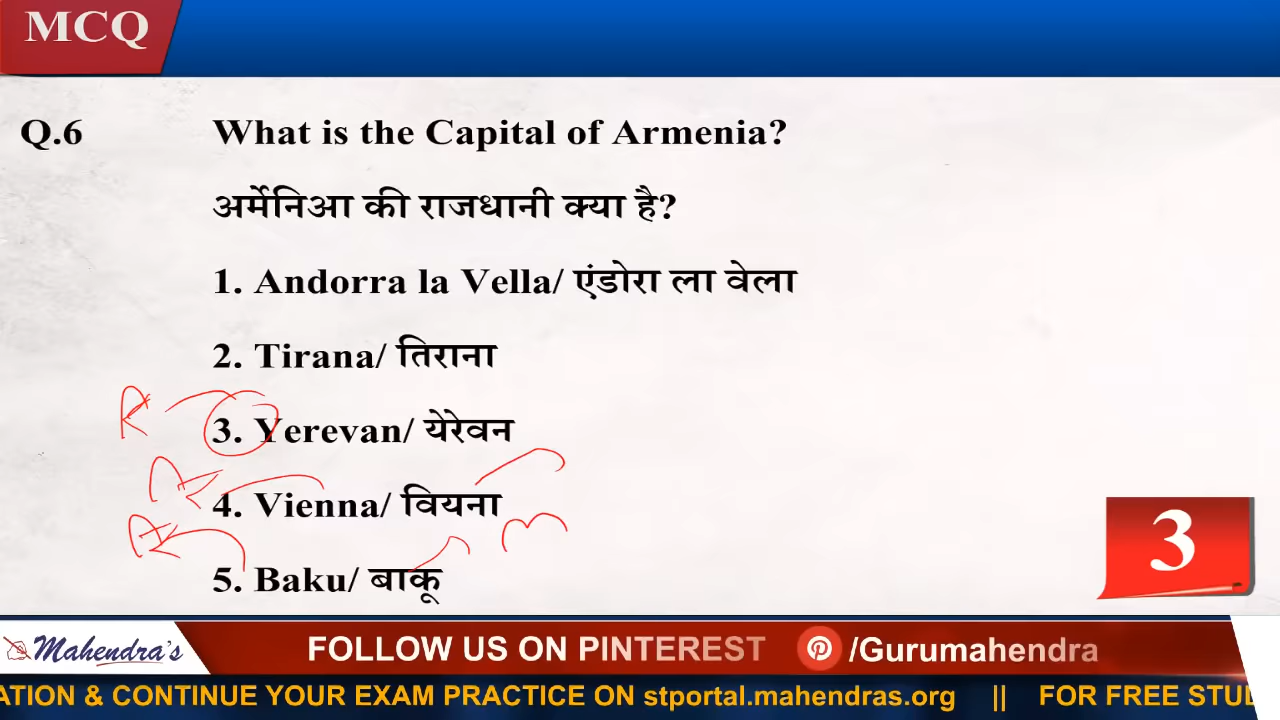 MCQ
Q.6 What is the Capital of Armenia?
अर्मेनिआ की राजधानी क्या है?
1. Andorra la Vella/ एंडोरा ला वेला
2. Tirana/ तिराना
3. Yerevan/ येरेवन
4. Vienna/ वियना
5. Baku/ बाकू
3
Mahendra's
FOLLOW US ON PINTEREST /Gurumahendra
ATION & CONTINUE YOUR EXAM PRACTICE ON stportal.mahendras.org || FOR FREE STUD